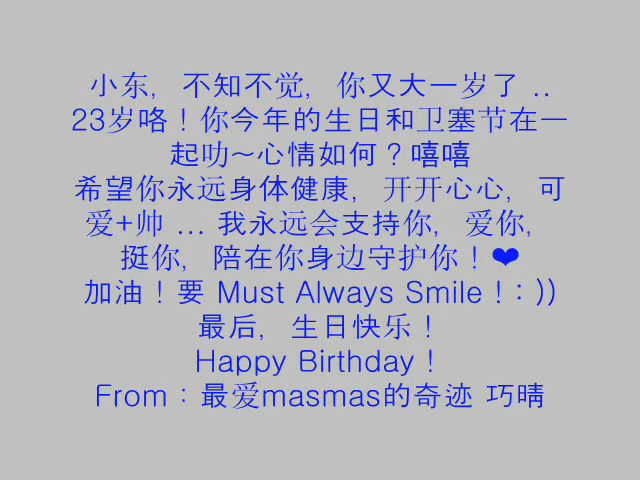 小东, 不知不觉, 你又大一岁了 ..
23岁咯！你今年的生日和卫塞节在一
起叻~心情如何？嘻嘻
希望你永远身体健康, 开开心心, 可
爱+帅 ... 我永远会支持你, 爱你,
挺你, 陪在你身边守护你！❤
加油！要 Must Always Smile！: ))
最后, 生日快乐！
Happy Birthday！
From : 最爱masmas的奇迹 巧晴